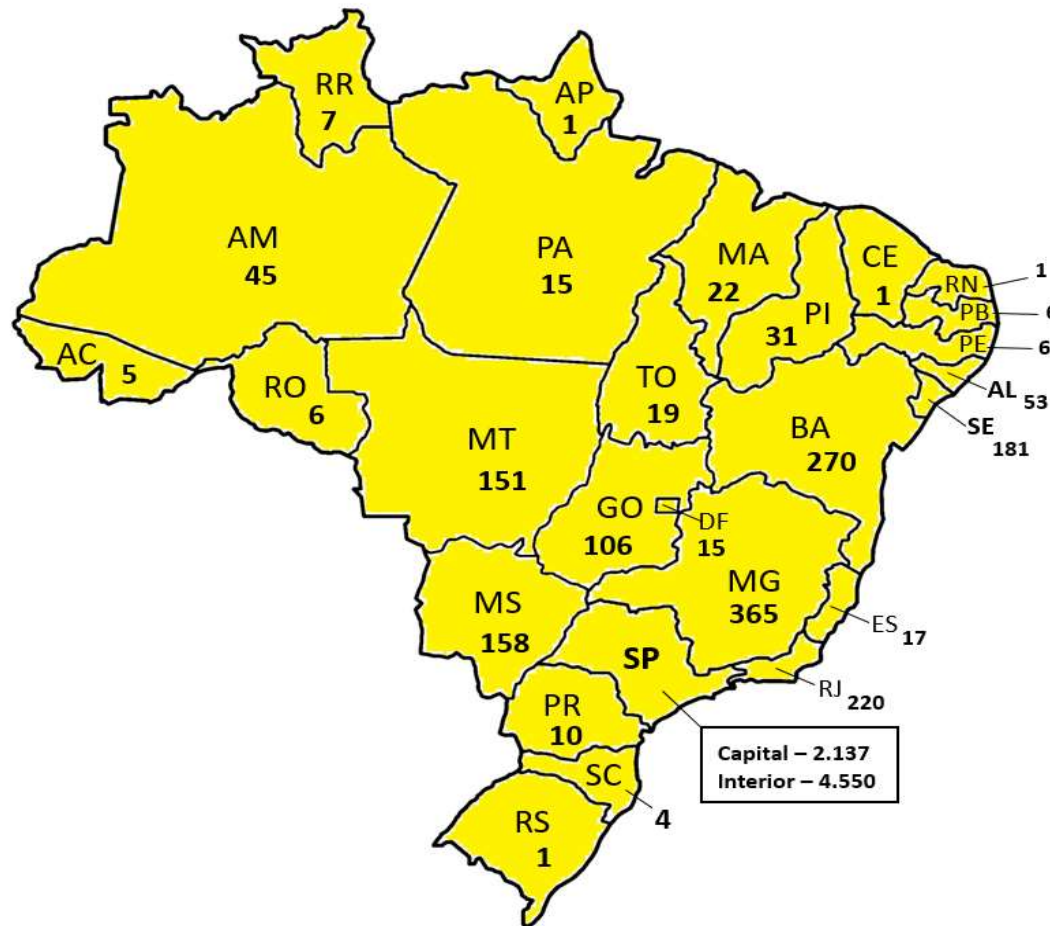 RR
7
AP
1
AM
45
PA
15
MA
22
CE
1
PI
31
RN 1
PB
PE 6
AL 53
SE
181
AC
5
RO
6
TO
19
MT
151
BA
270
GO
106
DF
15
MS
158
MG
365
ES 17
SP
RJ 220
PR
10
Capital – 2.137
Interior – 4.550
SC
4
RS
1